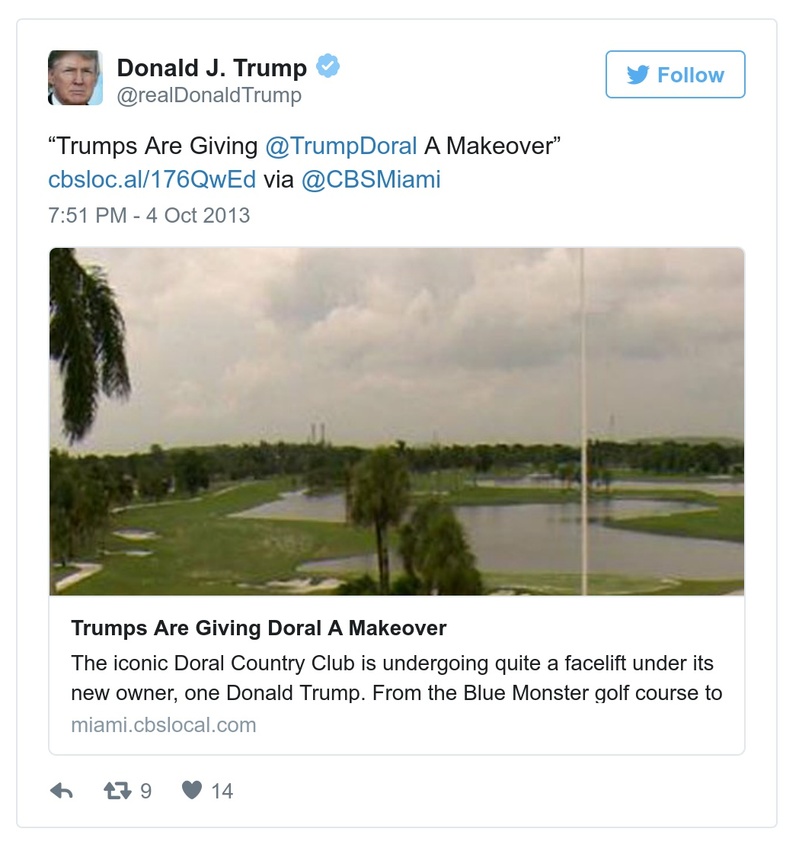 Donald J. Trump
@realDonaldTrump
Follow
“Trumps Are Giving @TrumpDoral A Makeover”
cbsloc.al/176QwEd via @CBSMiami
7:51 PM - 4 Oct 2013
Trumps Are Giving Doral A Makeover
The iconic Doral Country Club is undergoing quite a facelift under its
new owner, one Donald Trump. From the Blue Monster golf course to
miami.cbslocal.com
9 14